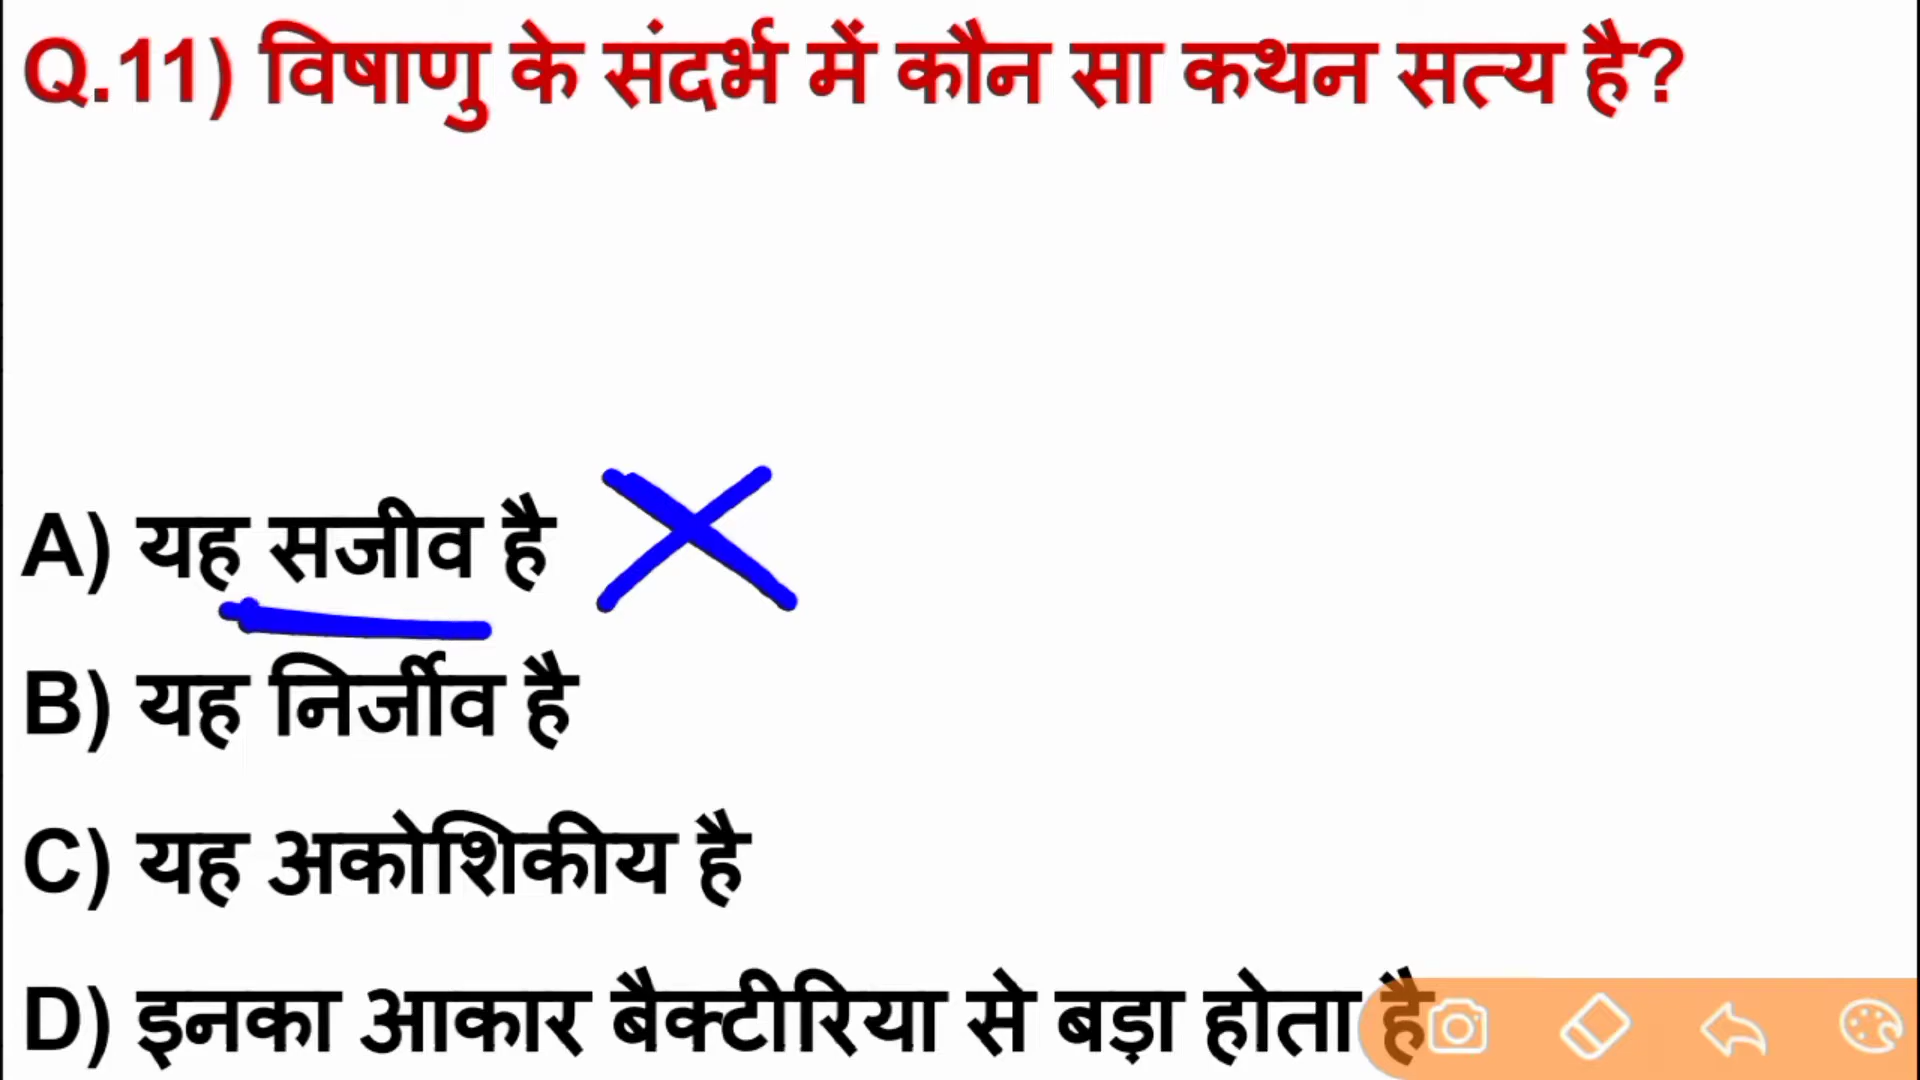 Q.11) विषाणु के संदर्भ में कौन सा कथन सत्य है?
A) यह सजीव है
B) यह निर्जीव है
C) यह अकोशिकीय है
D) इनका आकार बैक्टीरिया से बड़ा होता है